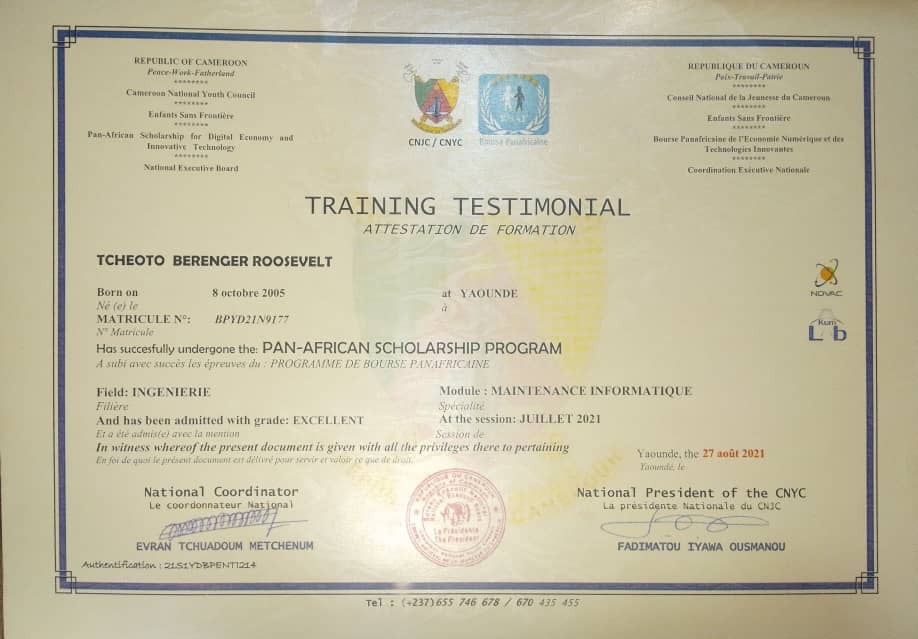 REPUBLIC OF CAMEROON
Peace-Work-Fatherland
********
Cameroon National Youth Council
********
Enfants Sans Frontière
********
Pan-African Scholarship for Digital Economy and
Innovative Technology
********
National Executive Board
CNJC / CNYC
Bourse Panafricaine
REPUBLIQUE DU CAMEROUN
Paix-Travail-Patrie
********
Conseil National de la Jeunesse du Cameroun
********
Enfants Sans Frontière
********
Bourse Panafricaine de l'Economie Numérique et des
Technologies Innovantes
********
Coordination Exécutive Nationale
TRAINING TESTIMONIAL
ATTESTATION DE FORMATION
TCHEOTO BERENGER ROOSEVELT
Born on 8 octobre 2005 at YAOUNDE
Né (e) le à
MATRICULE N°: BPYD21N9177
N° Matricule
Has succesfully undergone the: PAN-AFRICAN SCHOLARSHIP PROGRAM
A subi avec succès les épreuves du : PROGRAMME DE BOURSE PANAFRICAINE
NOVAC
Kum
Lab
Field: INGENIERIE Module : MAINTENANCE INFORMATIQUE
Filière Spécialité
And has been admitted with grade: EXCELLENT At the session: JUILLET 2021
Et a été admis(e) avec la mention Session de
In witness whereof the present document is given with all the privileges there to pertaining
En foi de quoi le présent document est délivré pour servir et valoir ce que de droit.
Yaounde, the 27 août 2021
Yaoundé, le
National Coordinator National President of the CNYC
Le coordonnateur National La présidente Nationale du CNJC
La Présidente
The President
EVRAN TCHUADOUM METCHENUM FADIMATOU IYAWA OUSMANOU
Authentification : 21S1YDBPENTI214
Tel : (+237)655 746 678 / 670 435 455